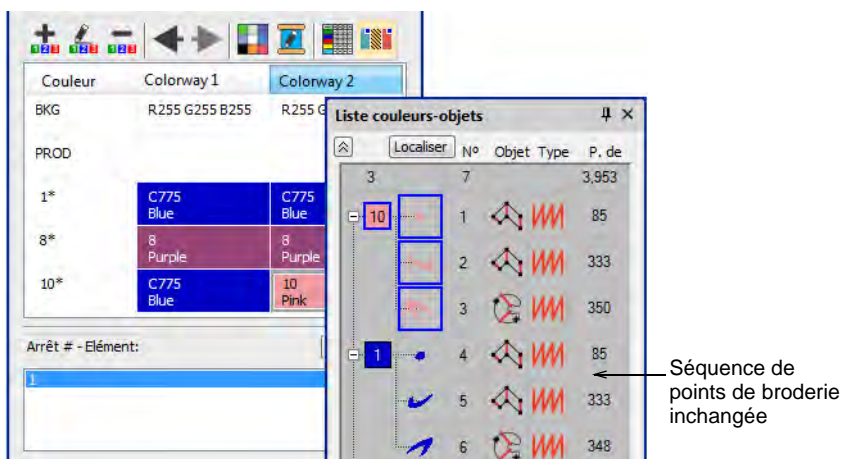 Couleur Colorway 1 Colorway 2
BKG R255 G255 B255 R255 G
PROD
1* C775 Blue C775 Blue
8* 8 Purple 8 Purple
10* C775 Blue 10 Pink
Arrêt # - Elément:
1
Liste couleurs-objets
Localiser Nº Objet Type P. de
3 7 3,953
10 1 85
2 333
3 350
1 4 85
5 333
6 348
Séquence de
points de broderie
inchangée